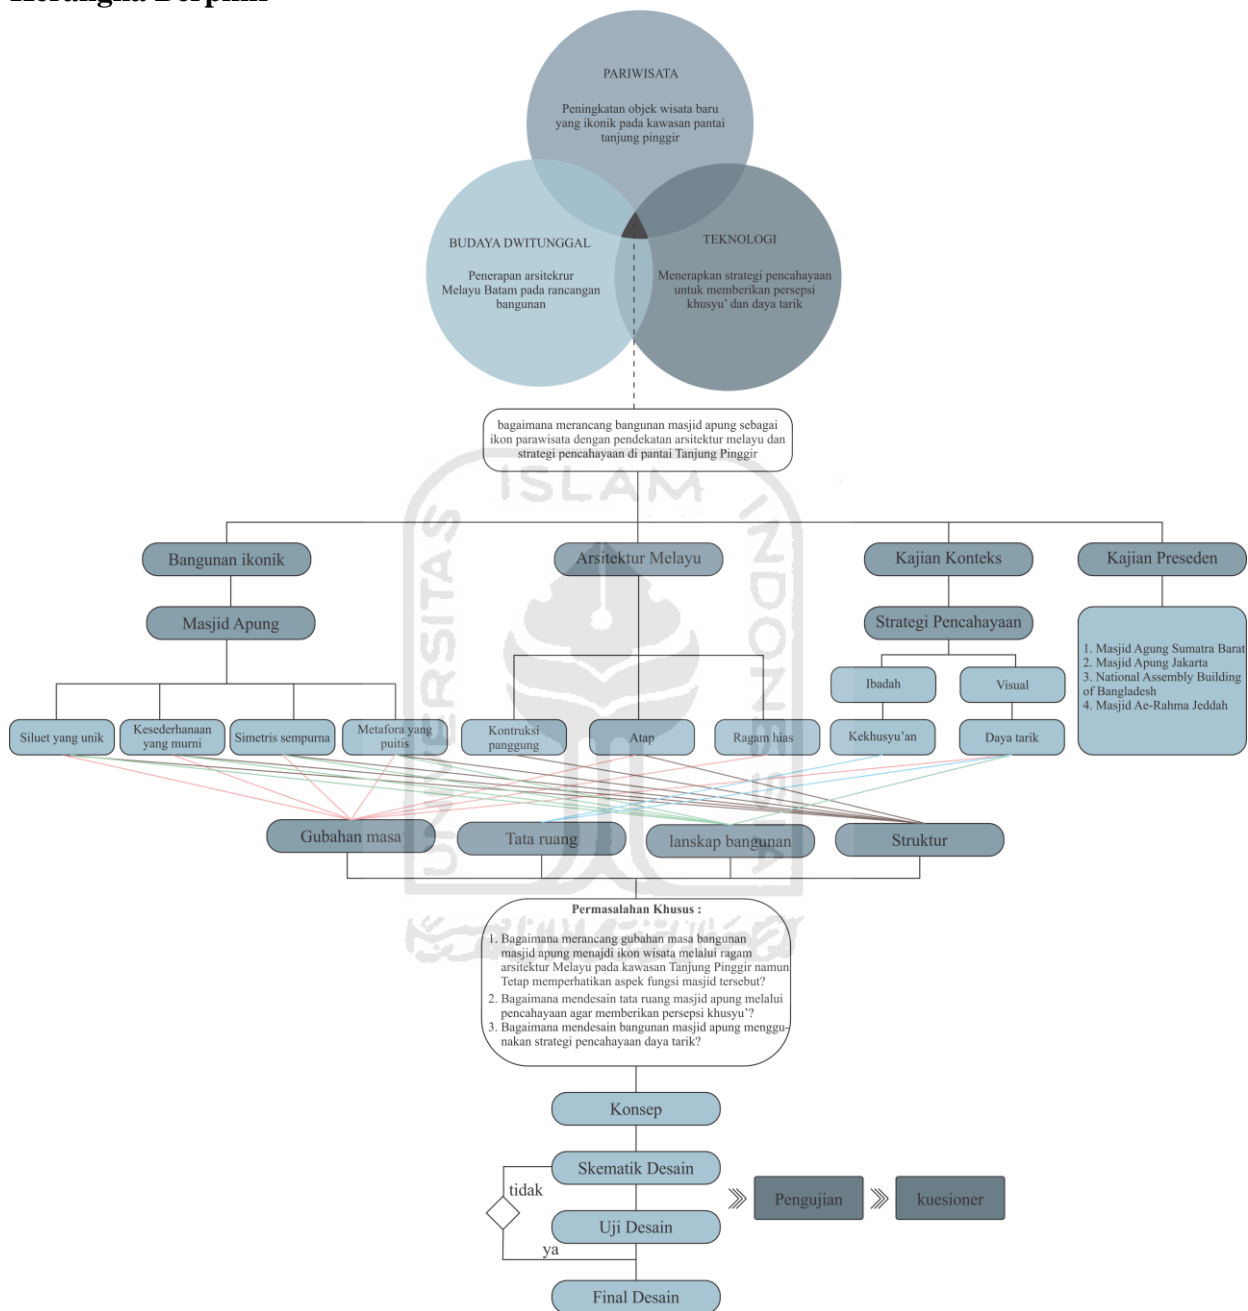 PARIWISATA
Peningkatan objek wisata baru
yang ikonik pada kawasan pantai
tanjung pinggir
BUDAYA DWITUNGGAL
Penerapan arsitekrur
Melayu Batam pada rancangan
bangunan
TEKNOLOGI
Menerapkan strategi pencahayaan
untuk memberikan persepsi
khusyu' dan daya tarik
bagaimana merancang bangunan masjid apung sebagai
ikon parawisata dengan pendekatan arsitektur melayu dan
strategi pencahayaan di pantai Tanjung Pinggir
UNIVERSITAS
ISLAM
INDONESIA
Bangunan ikonik
Arsitektur Melayu
Kajian Konteks
Kajian Preseden
Masjid Apung
Strategi Pencahayaan
1. Masjid Agung Sumatra Barat
2. Masjid Apung Jakarta
3. National Assembly Building
of Bangladesh
4. Masjid Ae-Rahma Jeddah
Ibadah
Visual
Siluet yang unik
Kesederhanaan
yang murni
Simetris sempurna
Metafora yang
puitis
Kontruksi
panggung
Atap
Ragam hias
Kekhusyu'an
Daya tarik
Gubahan masa
Tata ruang
lanskap bangunan
Struktur
Permasalahan Khusus :
1. Bagaimana merancang gubahan masa bangunan
masjid apung menajdi ikon wisata melalui ragam
arsitektur Melayu pada kawasan Tanjung Pinggir namun
Tetap memperhatikan aspek fungsi masjid tersebut?
2. Bagaimana mendesain tata ruang masjid apung melalui
pencahayaan agar memberikan persepsi khusyu'?
3. Bagaimana mendesain bangunan masjid apung menggu-
nakan strategi pencahayaan daya tarik?
Konsep
Skematik Desain
tidak
Pengujian
kuesioner
Uji Desain
ya
Final Desain